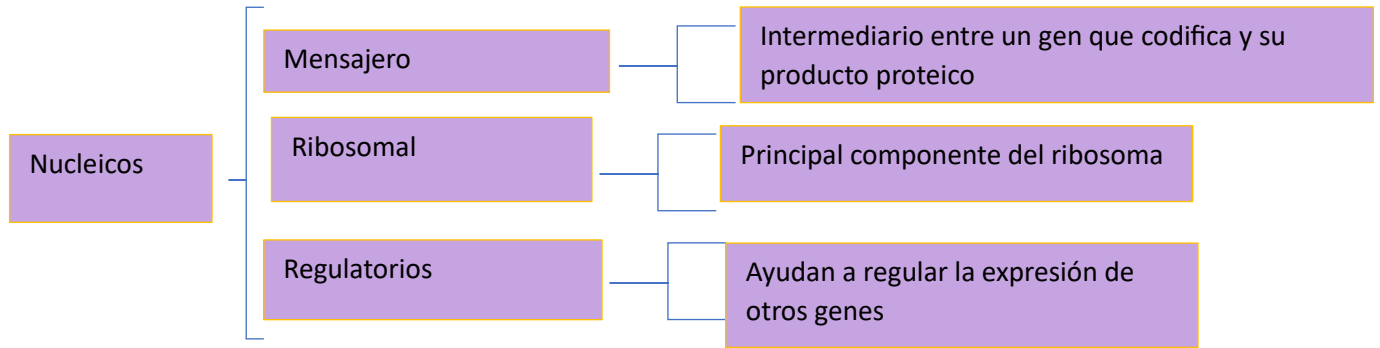 Nucleicos
Mensajero
Intermediario entre un gen que codifica y su
producto proteico
Ribosomal
Principal componente del ribosoma
Regulatorios
Ayudan a regular la expresión de
otros genes